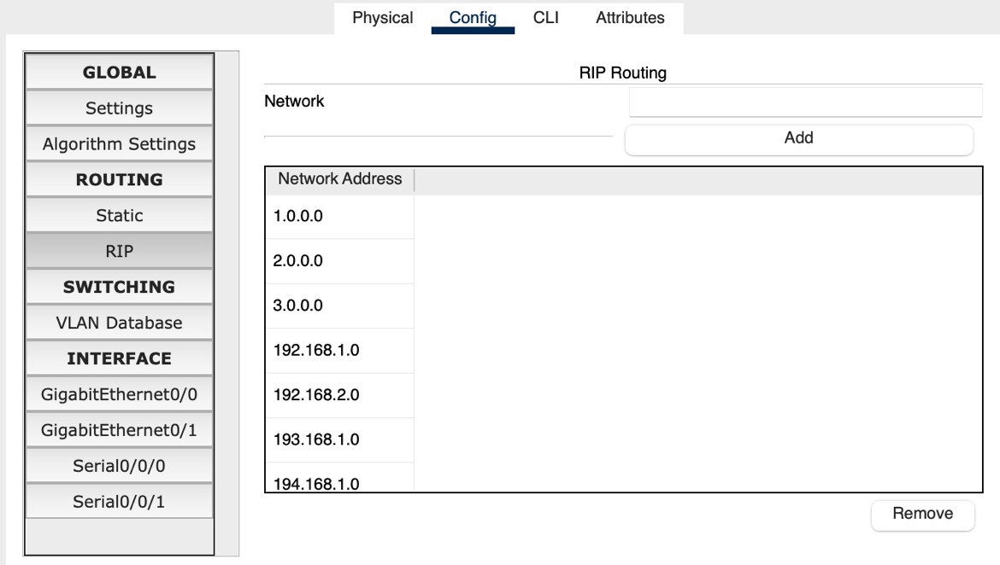 Physical Config CLI Attributes
GLOBAL
Settings
Algorithm Settings
ROUTING
Static
RIP
SWITCHING
VLAN Database
INTERFACE
GigabitEthernet0/0
GigabitEthernet0/1
Serial0/0/0
Serial0/0/1
RIP Routing
Network
Add
Network Address
1.0.0.0
2.0.0.0
3.0.0.0
192.168.1.0
192.168.2.0
193.168.1.0
194.168.1.0
Remove